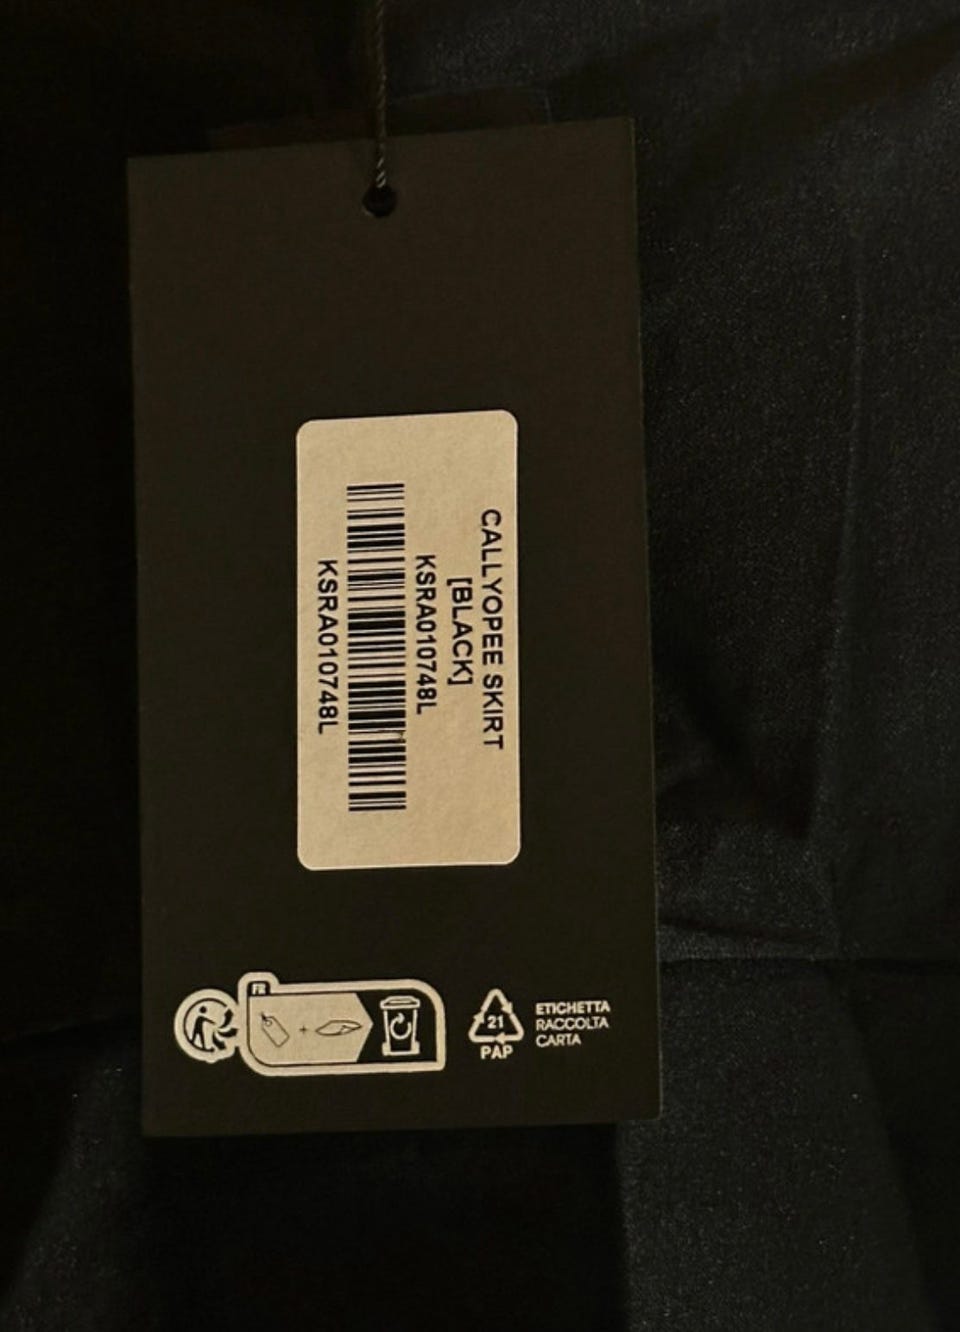 CALLYOPEE SKIRT
[BLACK]
KSRA010748L
KSRA010748L
FR
21
PAP
ETICHETTA
RACCOLTA
CARTA